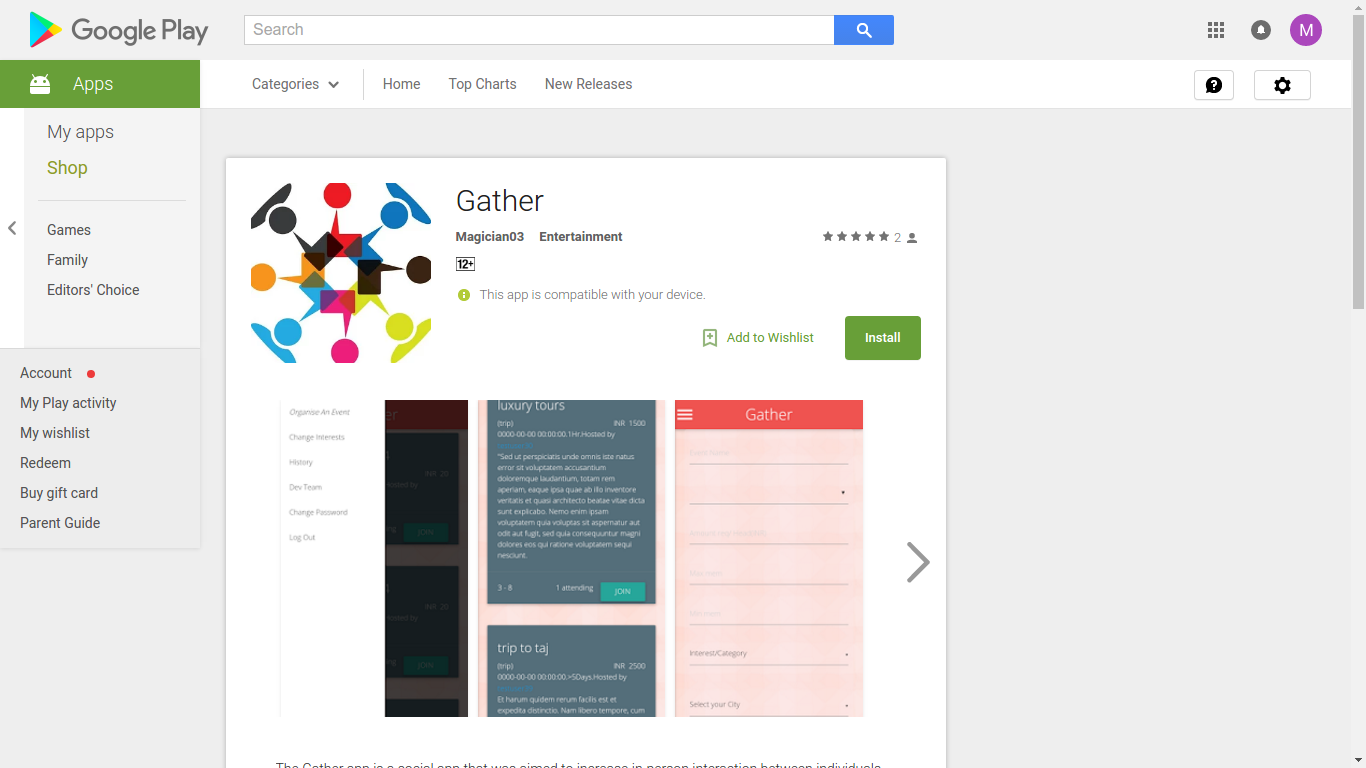 Google Play
Search
M
Apps
Categories
Home
Top Charts
New Releases
My apps
Shop
Games
Family
Editors' Choice
Account
My Play activity
My wishlist
Redeem
Buy gift card
Parent Guide
Gather
Magician03 Entertainment
2
12+
This app is compatible with your device.
Add to Wishlist
Install
Organise An Event
Change Interests
History
Dev Team
Change Password
Log Out
er
INR 20
JOIN
INR 20
JOIN
luxury tours
(trip) INR 1500
0000-00-00 00:00:00.1Hr.Hosted by
"Sed ut perspiciatis unde omnis iste natus
error sit voluptatem accusantium
doloremque laudantium, totam rem
aperiam, eaque ipsa quae ab illo inventore
veritatis et quasi architecto beatae vitae dicta
sunt explicabo. Nemo enim ipsam
voluptatem quia voluptas sit aspernatur aut
odit aut fugit, sed quia consequuntur magni
dolores eos qui ratione voluptatem sequi
nesciunt.
3 - 8 1 attending JOIN
trip to taj
(trip) INR 2500
0000-00-00 00:00:00.>5Days.Hosted by
Et harum quidem rerum facilis est et
expedita distinctio. Nam libero tempore, cum
Gather
Interest/Category
Select your City
The Gather app is a social app that was aimed to increase in person interaction between individuals